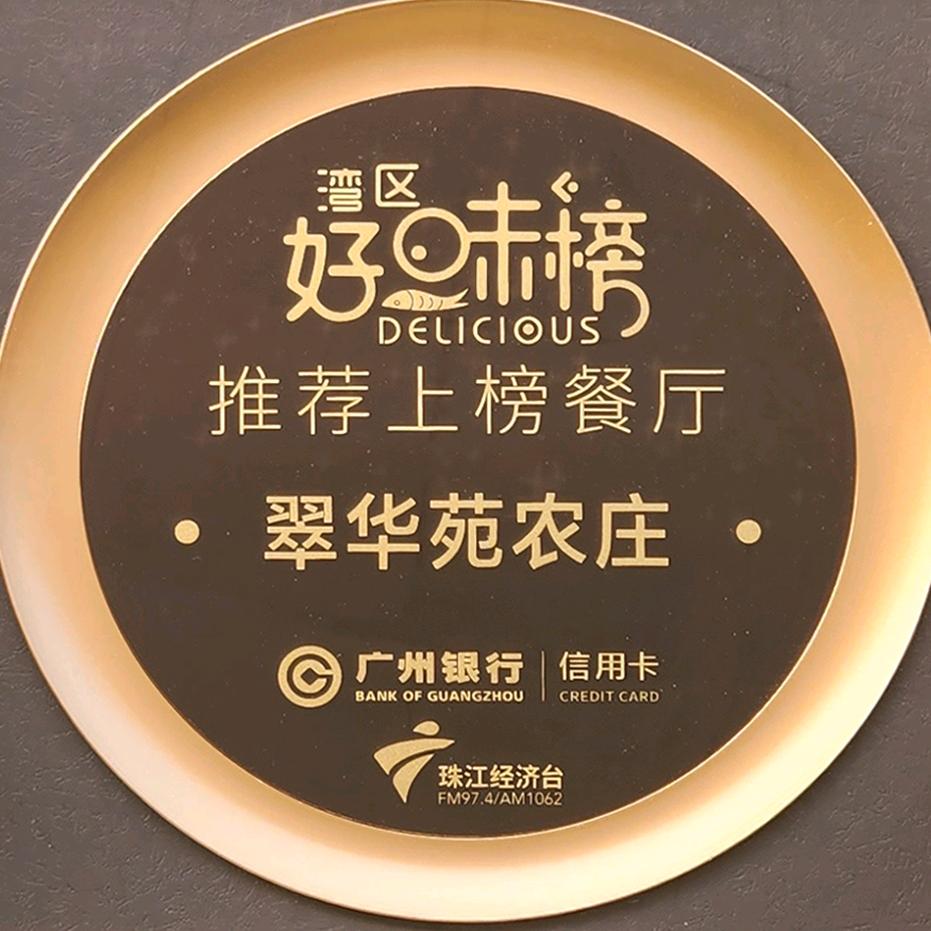 湾区
好味榜
DELICIOUS
推荐上榜餐厅
·翠华苑农庄·
广州银行 | 信用卡
BANK OF GUANGZHOU CREDIT CARD
珠江经济台
FM97.4/AM1062